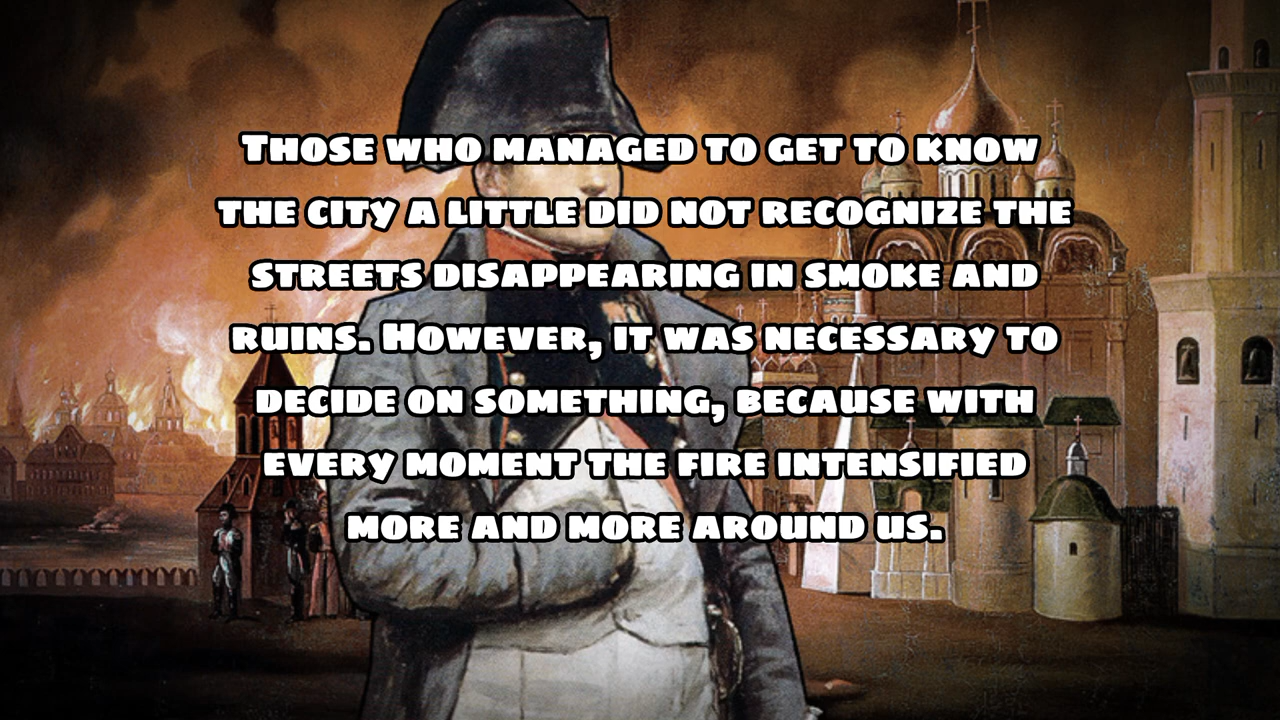 Those who managed to get to know
the city a little did not recognize the
streets disappearing in smoke and
ruins. However, it was necessary to
decide on something, because with
every moment the fire intensified
more and more around us.